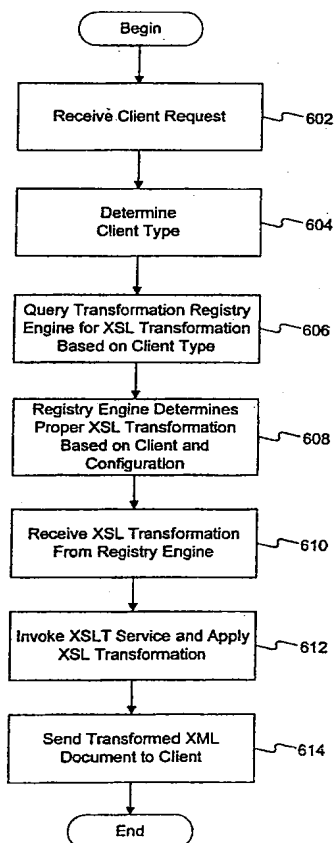 Begin
Receive Client Request
602
Determine
Client Type
604
Query Transformation Registry
Engine for XSL Transformation
Based on Client Type
606
Registry Engine Determines
Proper XSL Transformation
Based on Client and
Configuration
608
Receive XSL Transformation
From Registry Engine
610
Invoke XSLT Service and Apply
XSL Transformation
612
Send Transformed XML
Document to Client
614
End